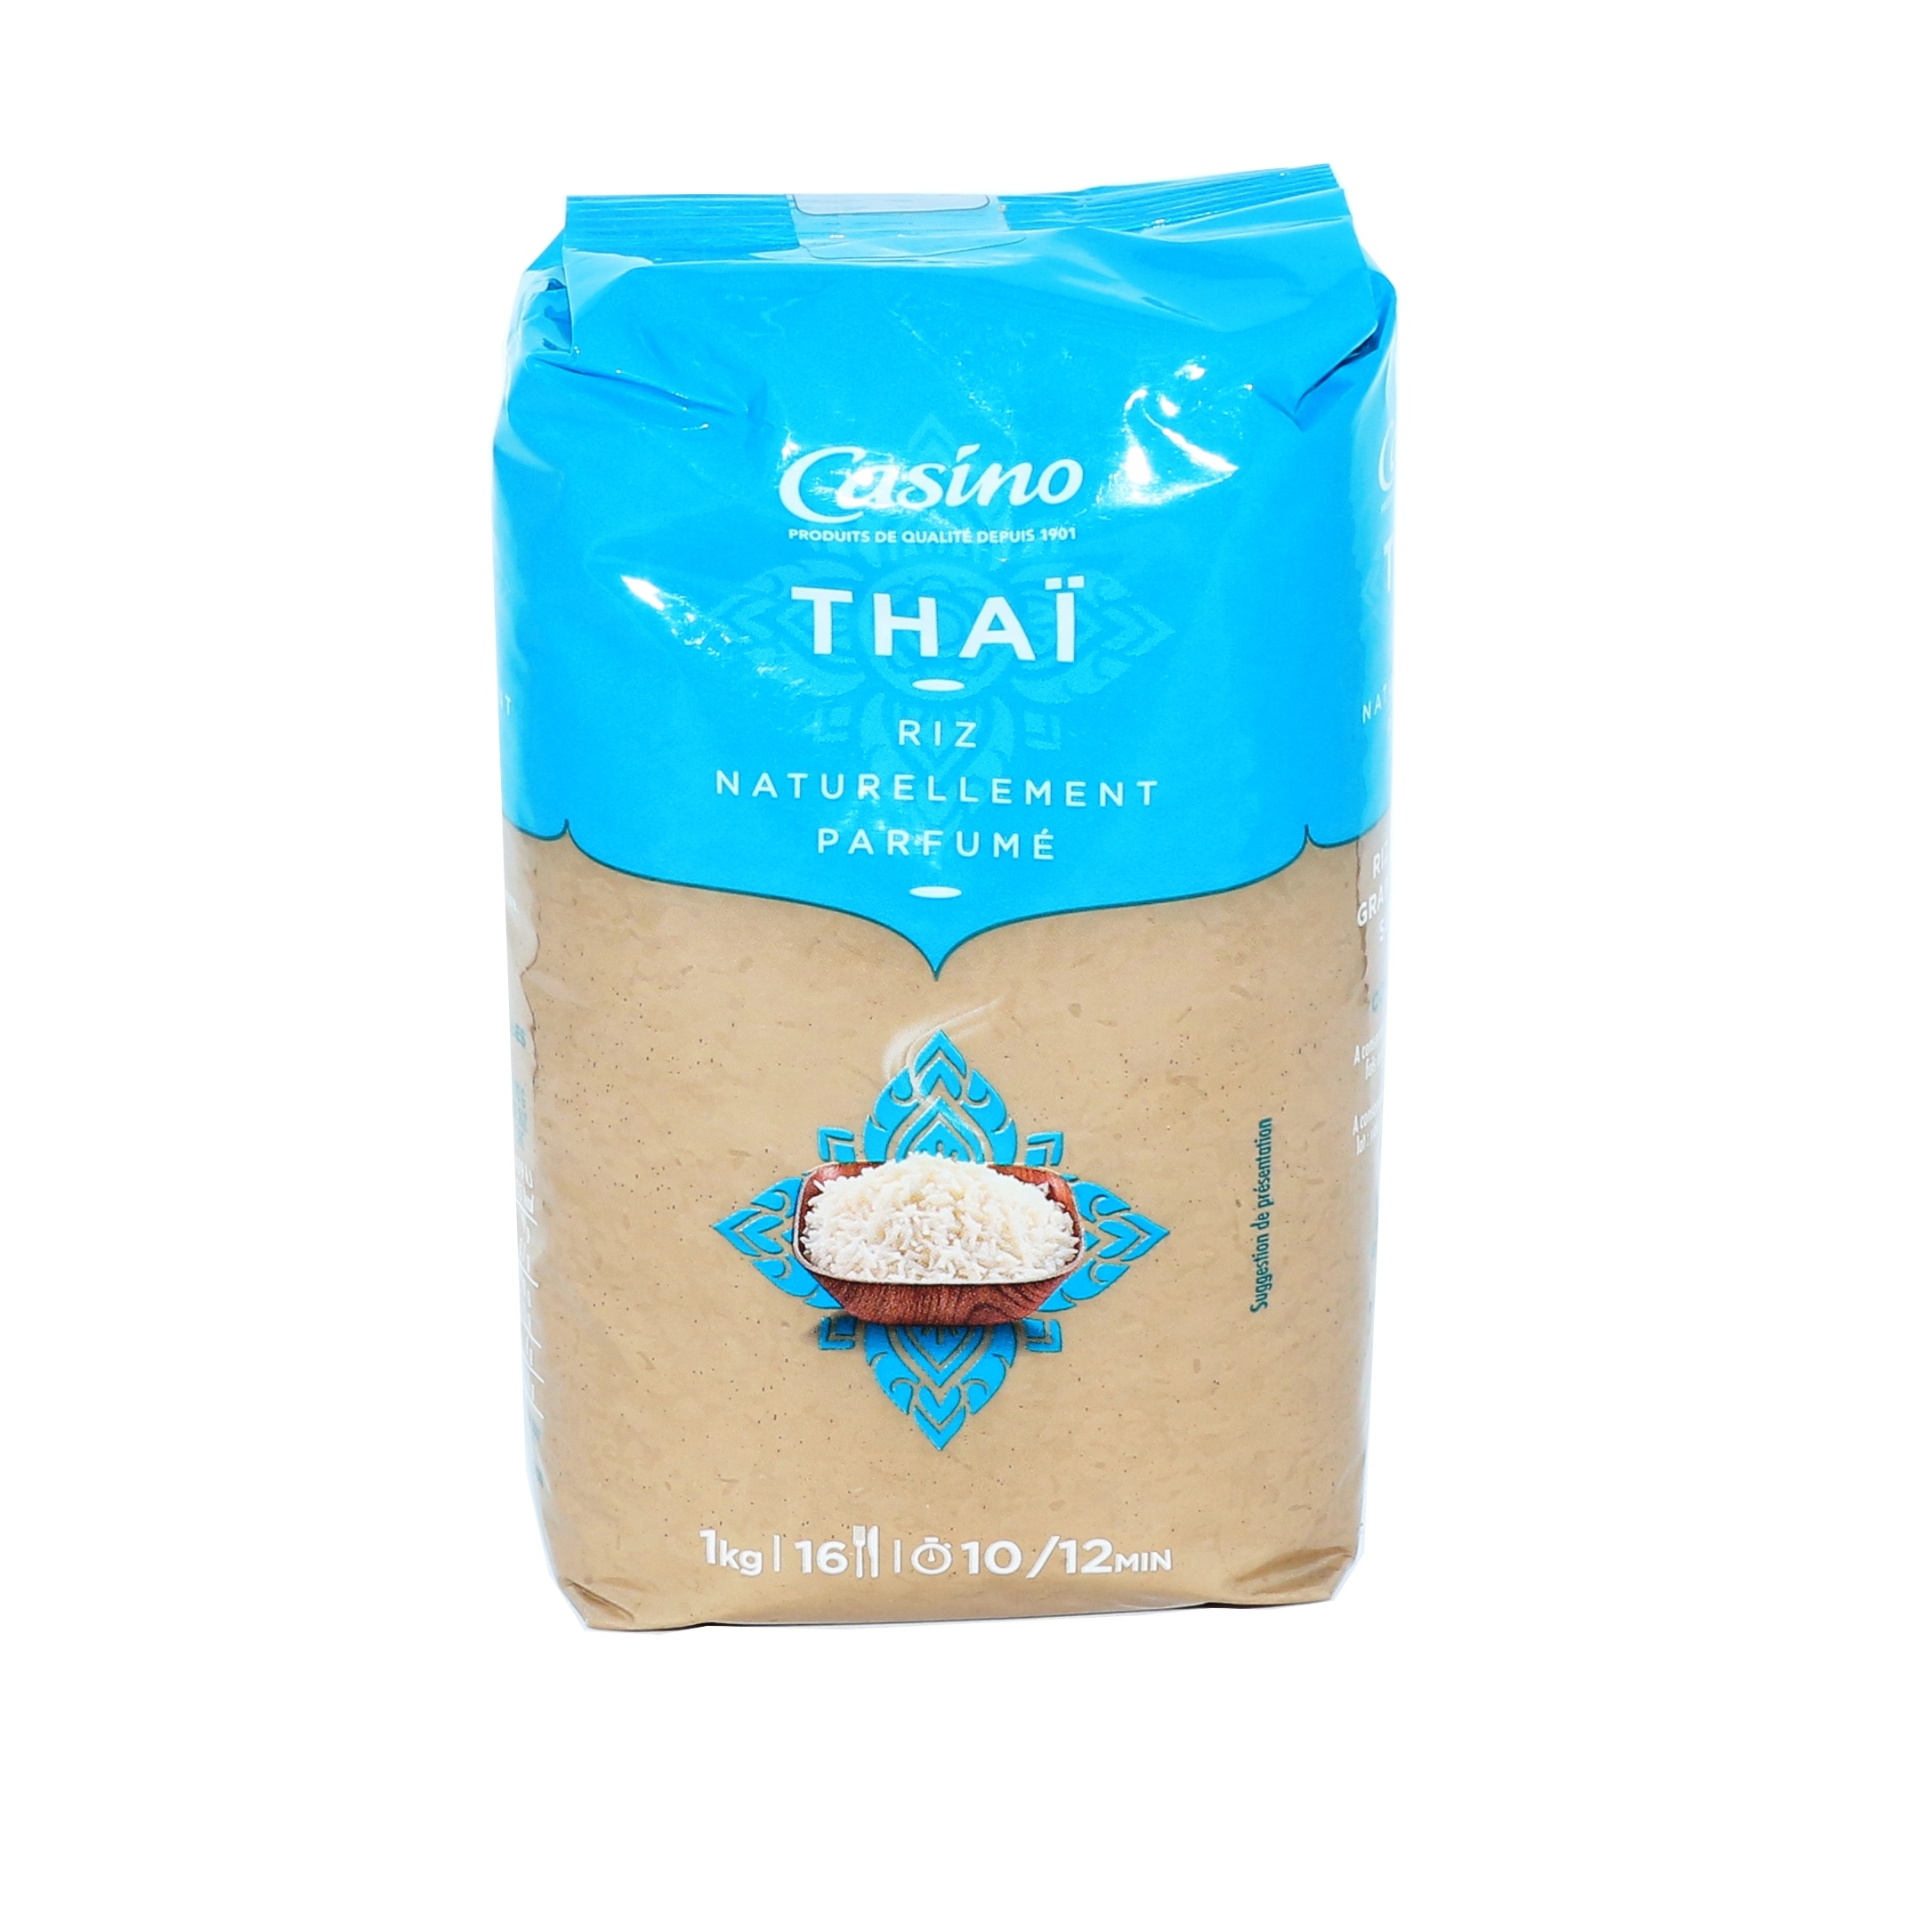 Casino
PRODUITS DE QUALITÉ DEPUIS 1901
THAÏ
RIZ
NATURELLEMENT
PARFUMÉ
Suggestion de présentation
1kg | 16 | 10/12MIN